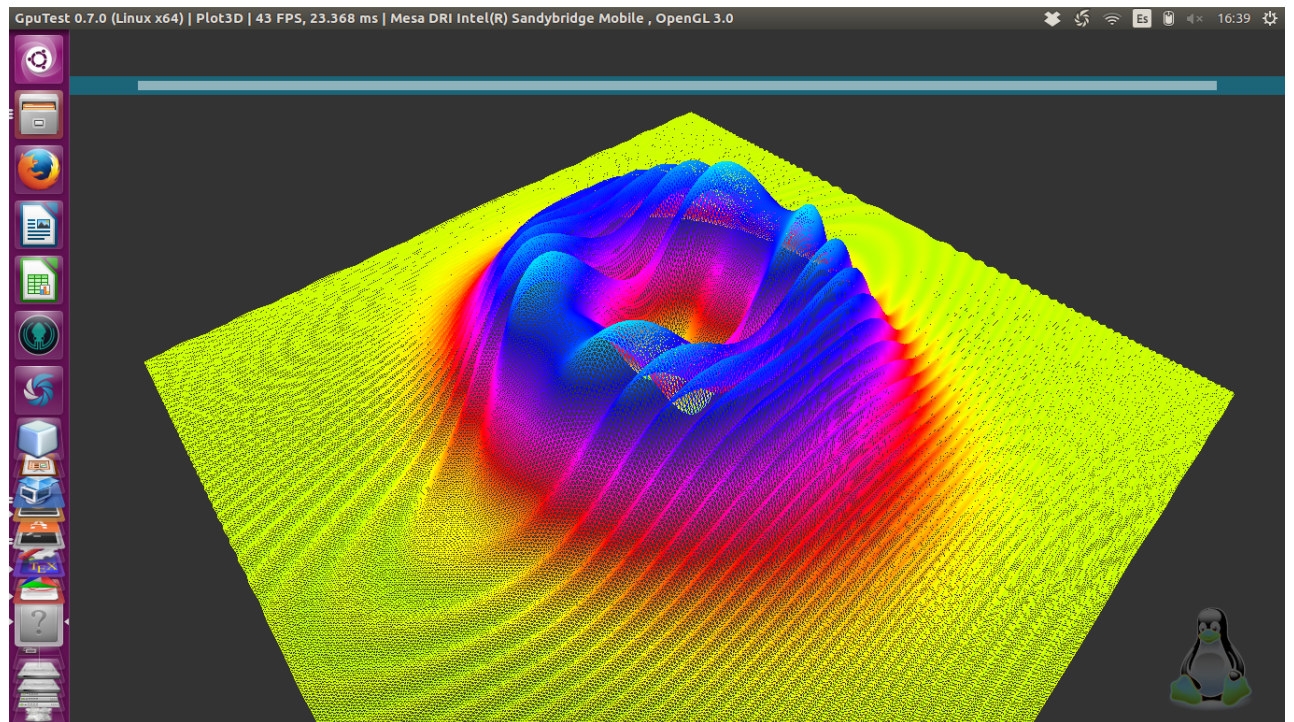 GpuTest 0.7.0 (Linux x64) | Plot3D | 43 FPS, 23.368 ms | Mesa DRI Intel(R) Sandybridge Mobile , OpenGL 3.0 Es 16:39
A
TEX
?